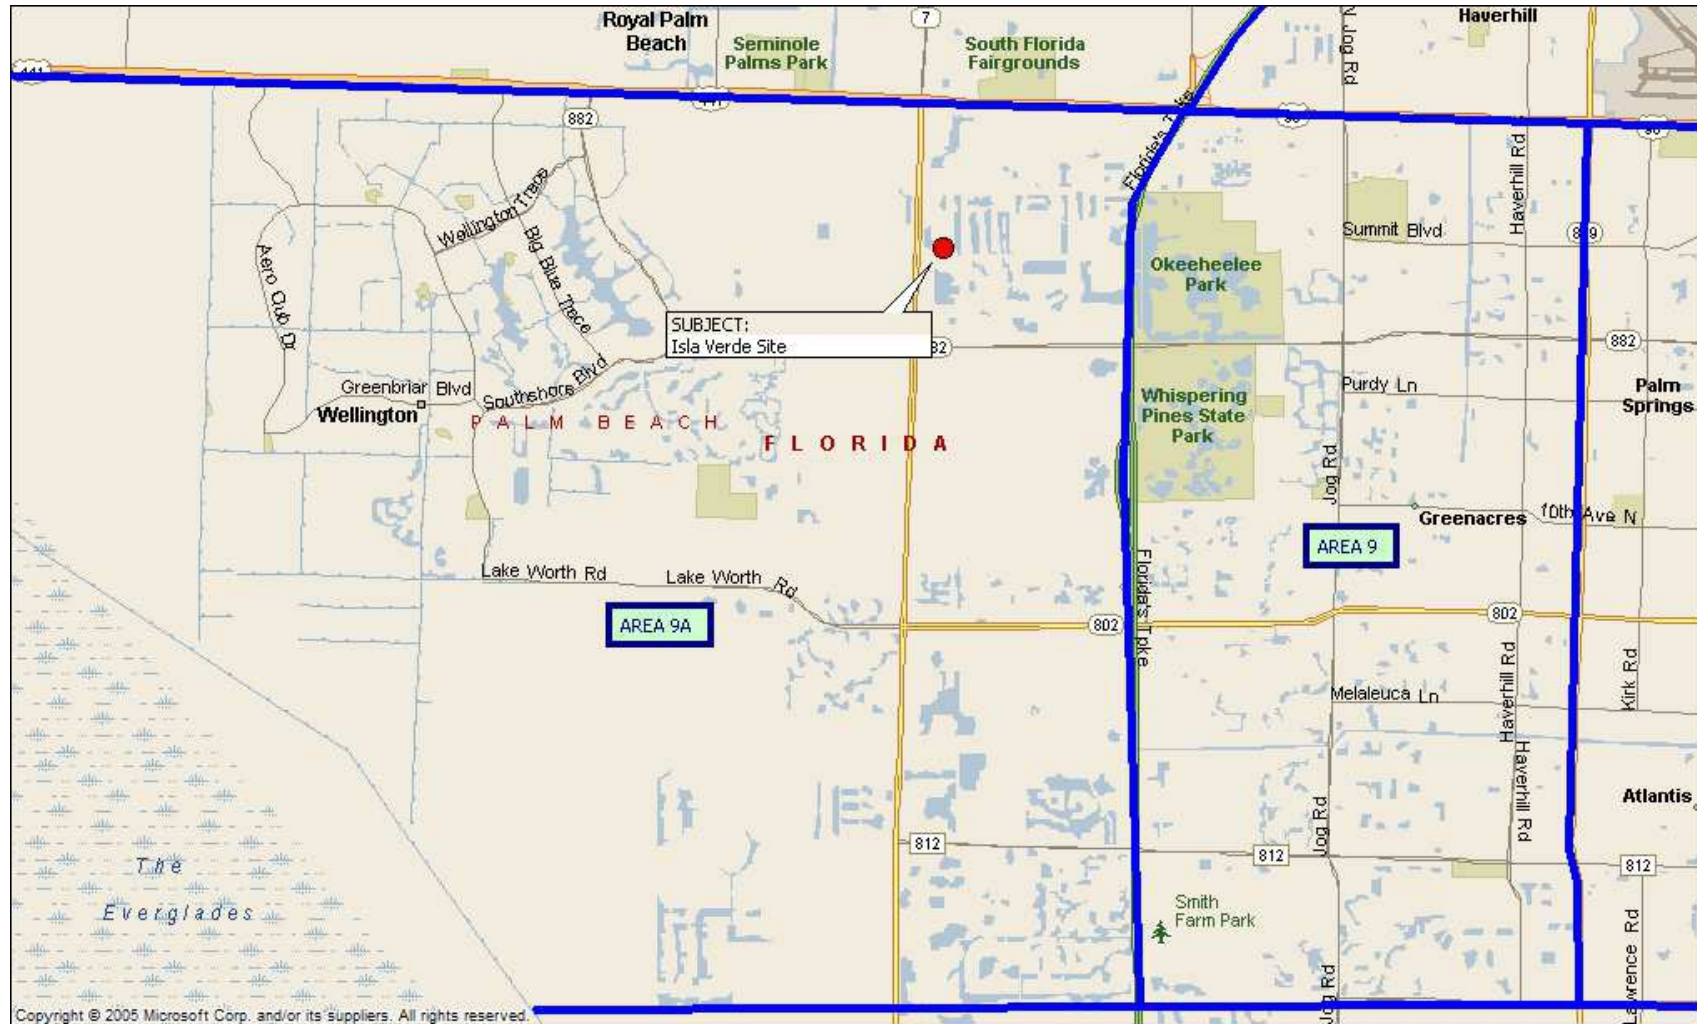 Royal Palm
Beach
7
Seminole
Palms Park
South Florida
Fairgrounds
N Jog Rd
Haverhill
441
441
98
98
882
Florida's Tpke
Haverhill Rd
Wellington Trace
Big Blue Trace
Aero Club Dr
Summit Blvd
809
Okeeheelee
Park
SUBJECT:
Isla Verde Site
882
Greenbriar Blvd
Southshore Blvd
Wellington
PALM BEACH
FLORIDA
Whispering
Pines State
Park
Purdy Ln
Palm
Springs
Jog Rd
Greenacres
10th Ave N
AREA 9
Lake Worth Rd
Lake Worth Rd
AREA 9A
Florida's Tpke
802
802
Haverhill Rd
Kirk Rd
Melaleuca Ln
Haverhill Rd
Atlantis
Jog Rd
812
812
812
The
Everglades
Smith
Farm Park
Jog Rd
Lawrence Rd
Copyright © 2005 Microsoft Corp. and/or its suppliers. All rights reserved.